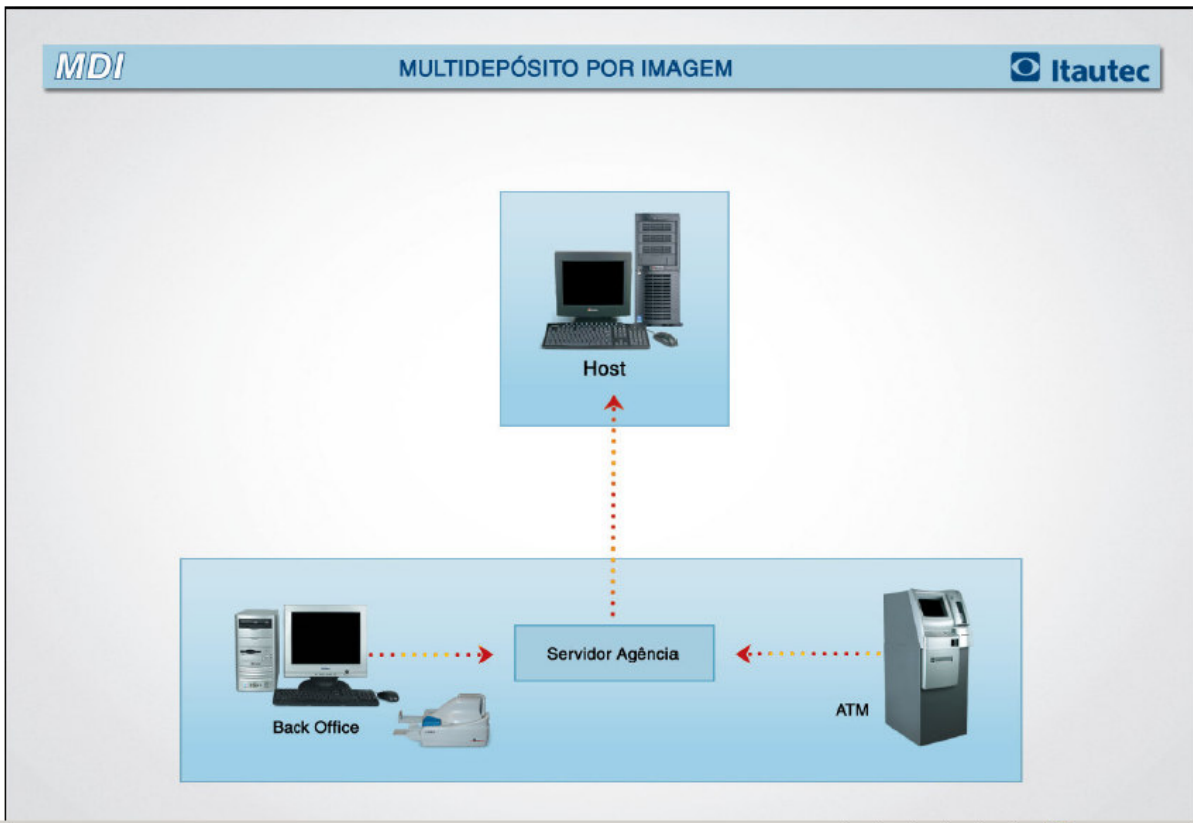 MDI
MULTIDEPÓSITO POR IMAGEM
Itautec
Host
Servidor Agência
Back Office
ATM